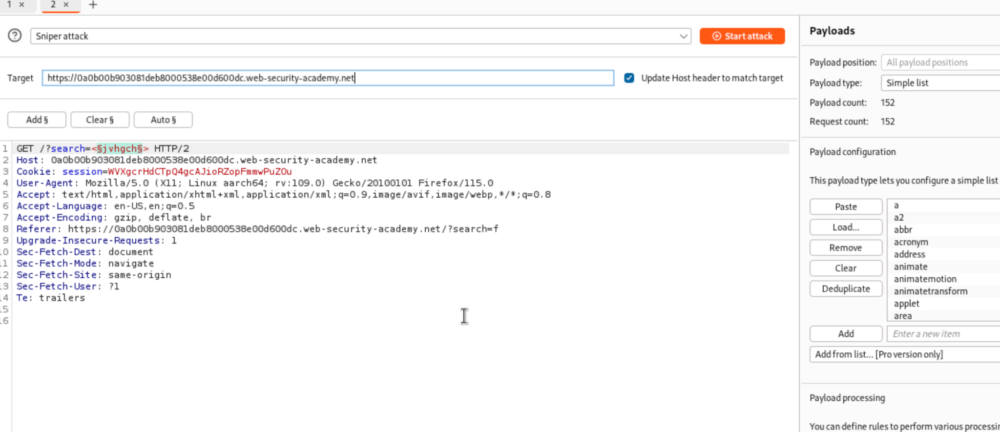 1 × 2 × +
Sniper attack
Start attack
Target https://0a0b00b903081deb8000538e00d600dc.web-security-academy.net
Update Host header to match target
Add § Clear § Auto §
1 GET /?search=<§jvhgch§> HTTP/2
2 Host: 0a0b00b903081deb8000538e00d600dc.web-security-academy.net
3 Cookie: session=WVXgcrHdCTpQ4gcAJioRZopFmmwPuZOu
4 User-Agent: Mozilla/5.0 (X11; Linux aarch64; rv:109.0) Gecko/20100101 Firefox/115.0
5 Accept: text/html,application/xhtml+xml,application/xml;q=0.9,image/avif,image/webp,*/*;q=0.8
6 Accept-Language: en-US,en;q=0.5
7 Accept-Encoding: gzip, deflate, br
8 Referer: https://0a0b00b903081deb8000538e00d600dc.web-security-academy.net/?search=f
9 Upgrade-Insecure-Requests: 1
10 Sec-Fetch-Dest: document
11 Sec-Fetch-Mode: navigate
12 Sec-Fetch-Site: same-origin
13 Sec-Fetch-User: ?1
14 Te: trailers
15
16
Payloads
Payload position: All payload positions
Payload type: Simple list
Payload count: 152
Request count: 152
Payload configuration
This payload type lets you configure a simple list
Paste
Load...
Remove
Clear
Deduplicate
a
a2
abbr
acronym
address
animate
animatemotion
animatetransform
applet
area
Add Enter a new item
Add from list... [Pro version only]
Payload processing
You can define rules to perform various